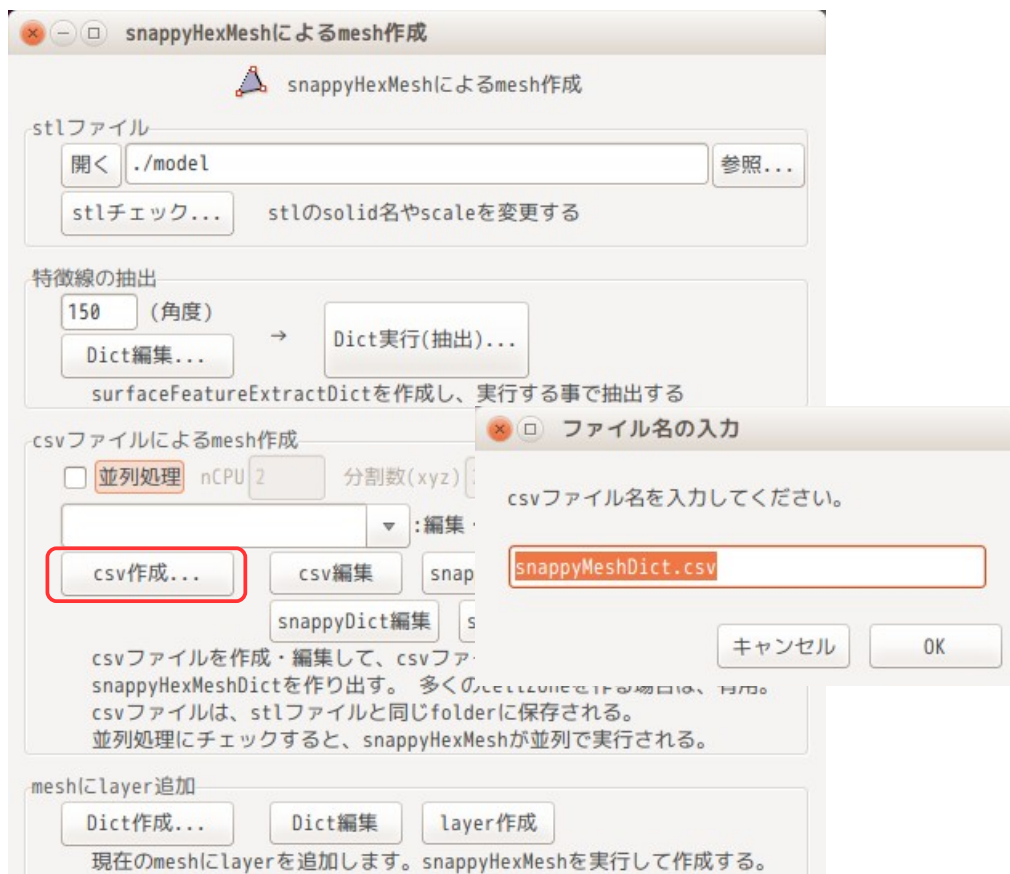 snappyHexMeshによるmesh作成
snappyHexMeshによるmesh作成
stlファイル
開く ./model 参照...
stlチェック... stlのsolid名やscaleを変更する
特徴線の抽出
150 (角度)
→ Dict実行(抽出)...
Dict編集...
surfaceFeatureExtractDictを作成し、実行する事で抽出する
csvファイルによるmesh作成
並列処理 nCPU 2 分割数(xyz)
:編集
csv作成... csv編集 snap
snappyDict編集 s
csvファイルを作成・編集して、csvファ
snappyHexMeshDictを作り出す。 多くのcellZoneを作る場合は、有用。
csvファイルは、stlファイルと同じfolderに保存される。
並列処理にチェックすると、snappyHexMeshが並列で実行される。
meshにlayer追加
Dict作成... Dict編集 layer作成
現在のmeshにlayerを追加します。snappyHexMeshを実行して作成する。
ファイル名の入力
csvファイル名を入力してください。
snappyMeshDict.csv
キャンセル OK